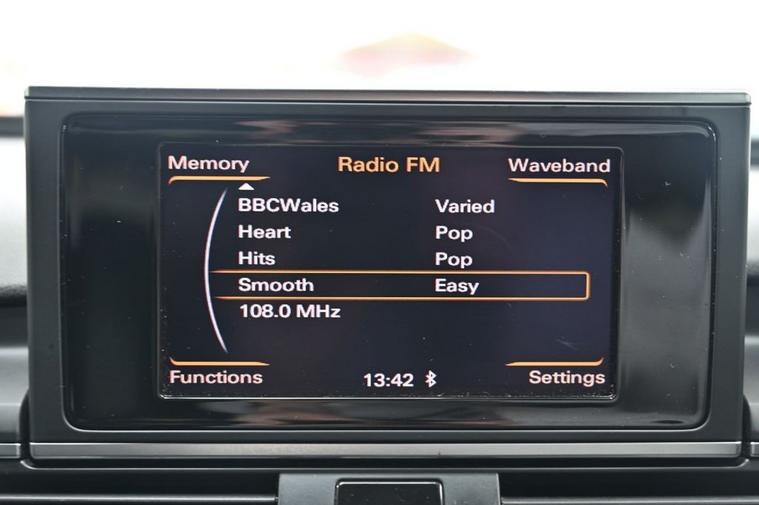 Memory Radio FM Waveband
BBCWales Varied
Heart Pop
Hits Pop
Smooth Easy
108.0 MHz
Functions 13:42 Settings